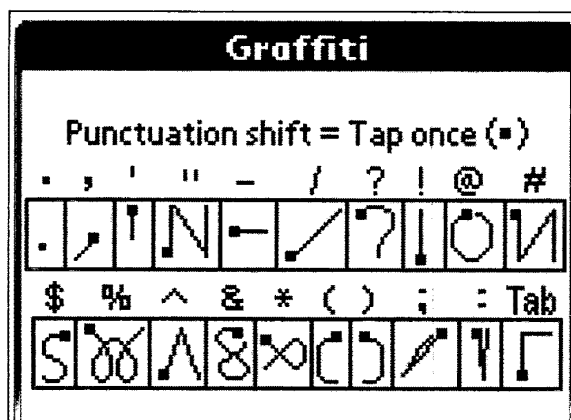 Graffiti
Punctuation shift = Tap once (▪)
. , ' " – / ? ! @ #
$ % ^ & * ( ) ; : Tab